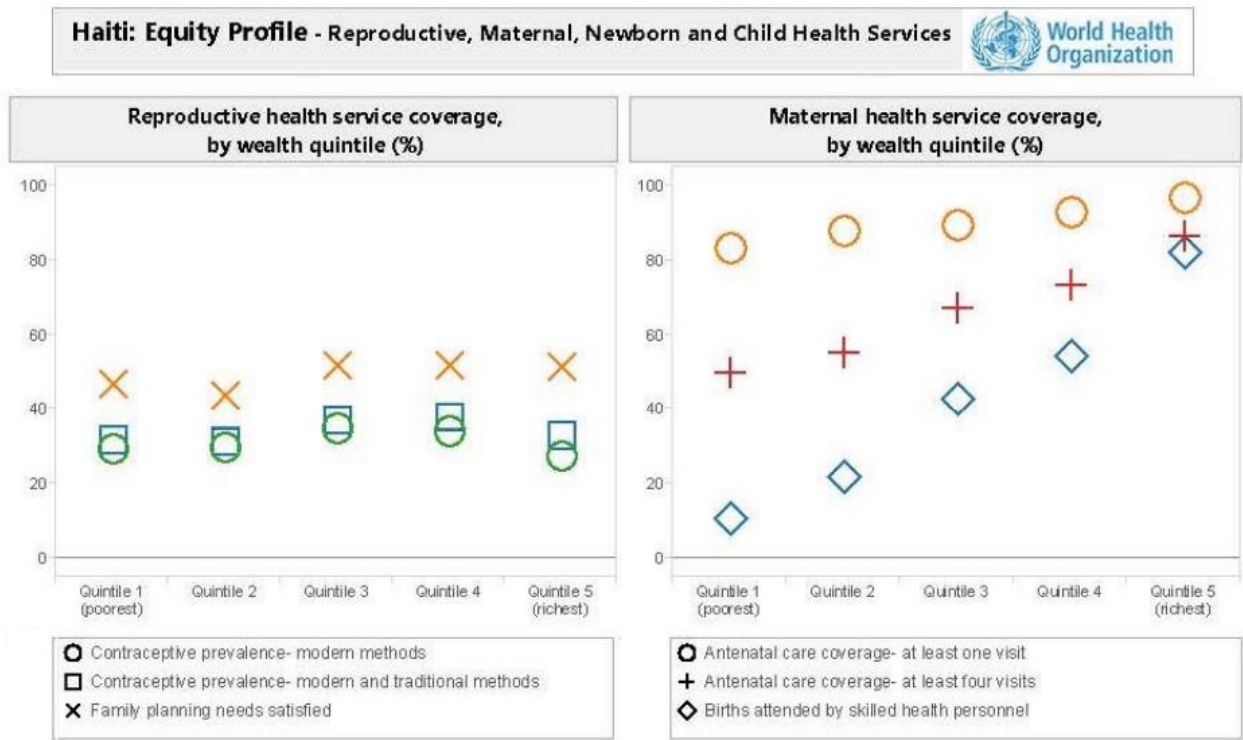 Haiti: Equity Profile - Reproductive, Maternal, Newborn and Child Health Services
World Health
Organization
Reproductive health service coverage,
by wealth quintile (%)
100
80
60
40
20
0
Quintile 1
(poorest)
Quintile 2
Quintile 3
Quintile 4
Quintile 5
(richest)
Contraceptive prevalence- modern methods
Contraceptive prevalence- modern and traditional methods
Family planning needs satisfied
Maternal health service coverage,
by wealth quintile (%)
100
80
60
40
20
0
Quintile 1
(poorest)
Quintile 2
Quintile 3
Quintile 4
Quintile 5
(richest)
Antenatal care coverage- at least one visit
Antenatal care coverage- at least four visits
Births attended by skilled health personnel